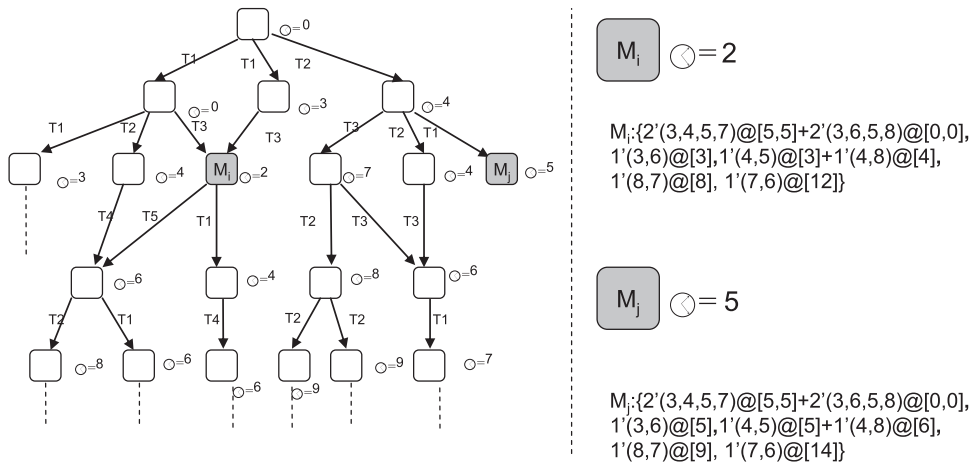 =0
T1
T1
T2
=0
=3
=4
T1
T2
T3
T3
T3
T2
T1
=3
=4
Mi
=2
=7
=4
Mj
=5
T4
T5
T1
T2
T3
T3
=6
=4
=8
=6
T2
T1
T4
T2
T2
T1
=8
=6
=6
=9
=9
=7
Mi
=2
Mi:{2’(3,4,5,7)@[5,5]+2’(3,6,5,8)@[0,0],
1’(3,6)@[3],1’(4,5)@[3]+1’(4,8)@[4],
1’(8,7)@[8], 1’(7,6)@[12]}
Mj
=5
Mj:{2’(3,4,5,7)@[5,5]+2’(3,6,5,8)@[0,0],
1’(3,6)@[5],1’(4,5)@[5]+1’(4,8)@[6],
1’(8,7)@[9], 1’(7,6)@[14]}